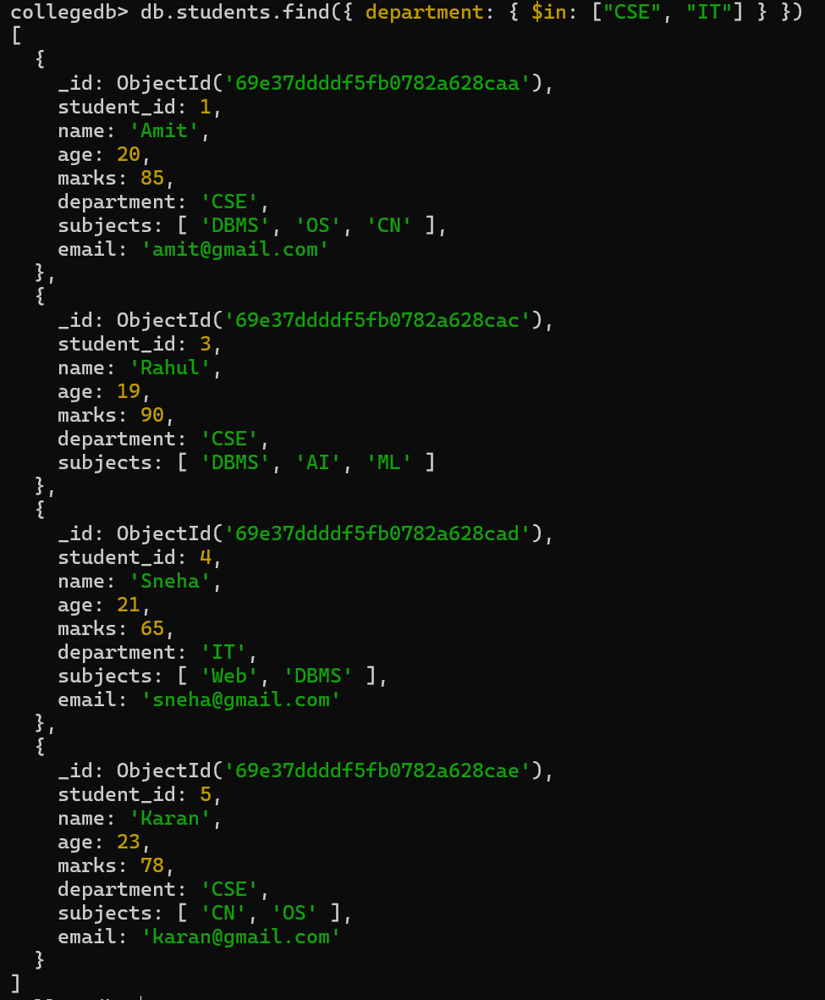 collegedb> db.students.find({ department: { $in: ["CSE", "IT"] } })
[
  {
    _id: ObjectId('69e37ddddf5fb0782a628caa'),
    student_id: 1,
    name: 'Amit',
    age: 20,
    marks: 85,
    department: 'CSE',
    subjects: [ 'DBMS', 'OS', 'CN' ],
    email: 'amit@gmail.com'
  },
  {
    _id: ObjectId('69e37ddddf5fb0782a628cac'),
    student_id: 3,
    name: 'Rahul',
    age: 19,
    marks: 90,
    department: 'CSE',
    subjects: [ 'DBMS', 'AI', 'ML' ]
  },
  {
    _id: ObjectId('69e37ddddf5fb0782a628cad'),
    student_id: 4,
    name: 'Sneha',
    age: 21,
    marks: 65,
    department: 'IT',
    subjects: [ 'Web', 'DBMS' ],
    email: 'sneha@gmail.com'
  },
  {
    _id: ObjectId('69e37ddddf5fb0782a628cae'),
    student_id: 5,
    name: 'Karan',
    age: 23,
    marks: 78,
    department: 'CSE',
    subjects: [ 'CN', 'OS' ],
    email: 'karan@gmail.com'
  }
]